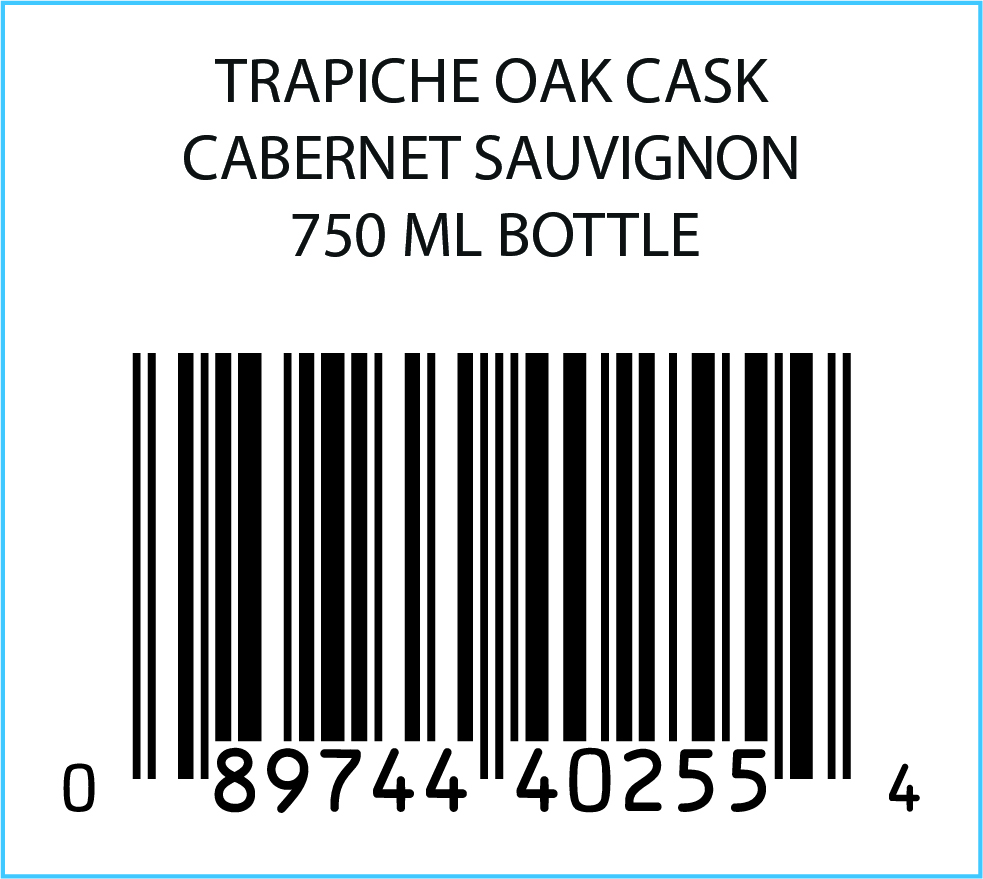 TRAPICHE OAK CASK
CABERNET SAUVIGNON
750 ML BOTTLE
0 89744 40255 4